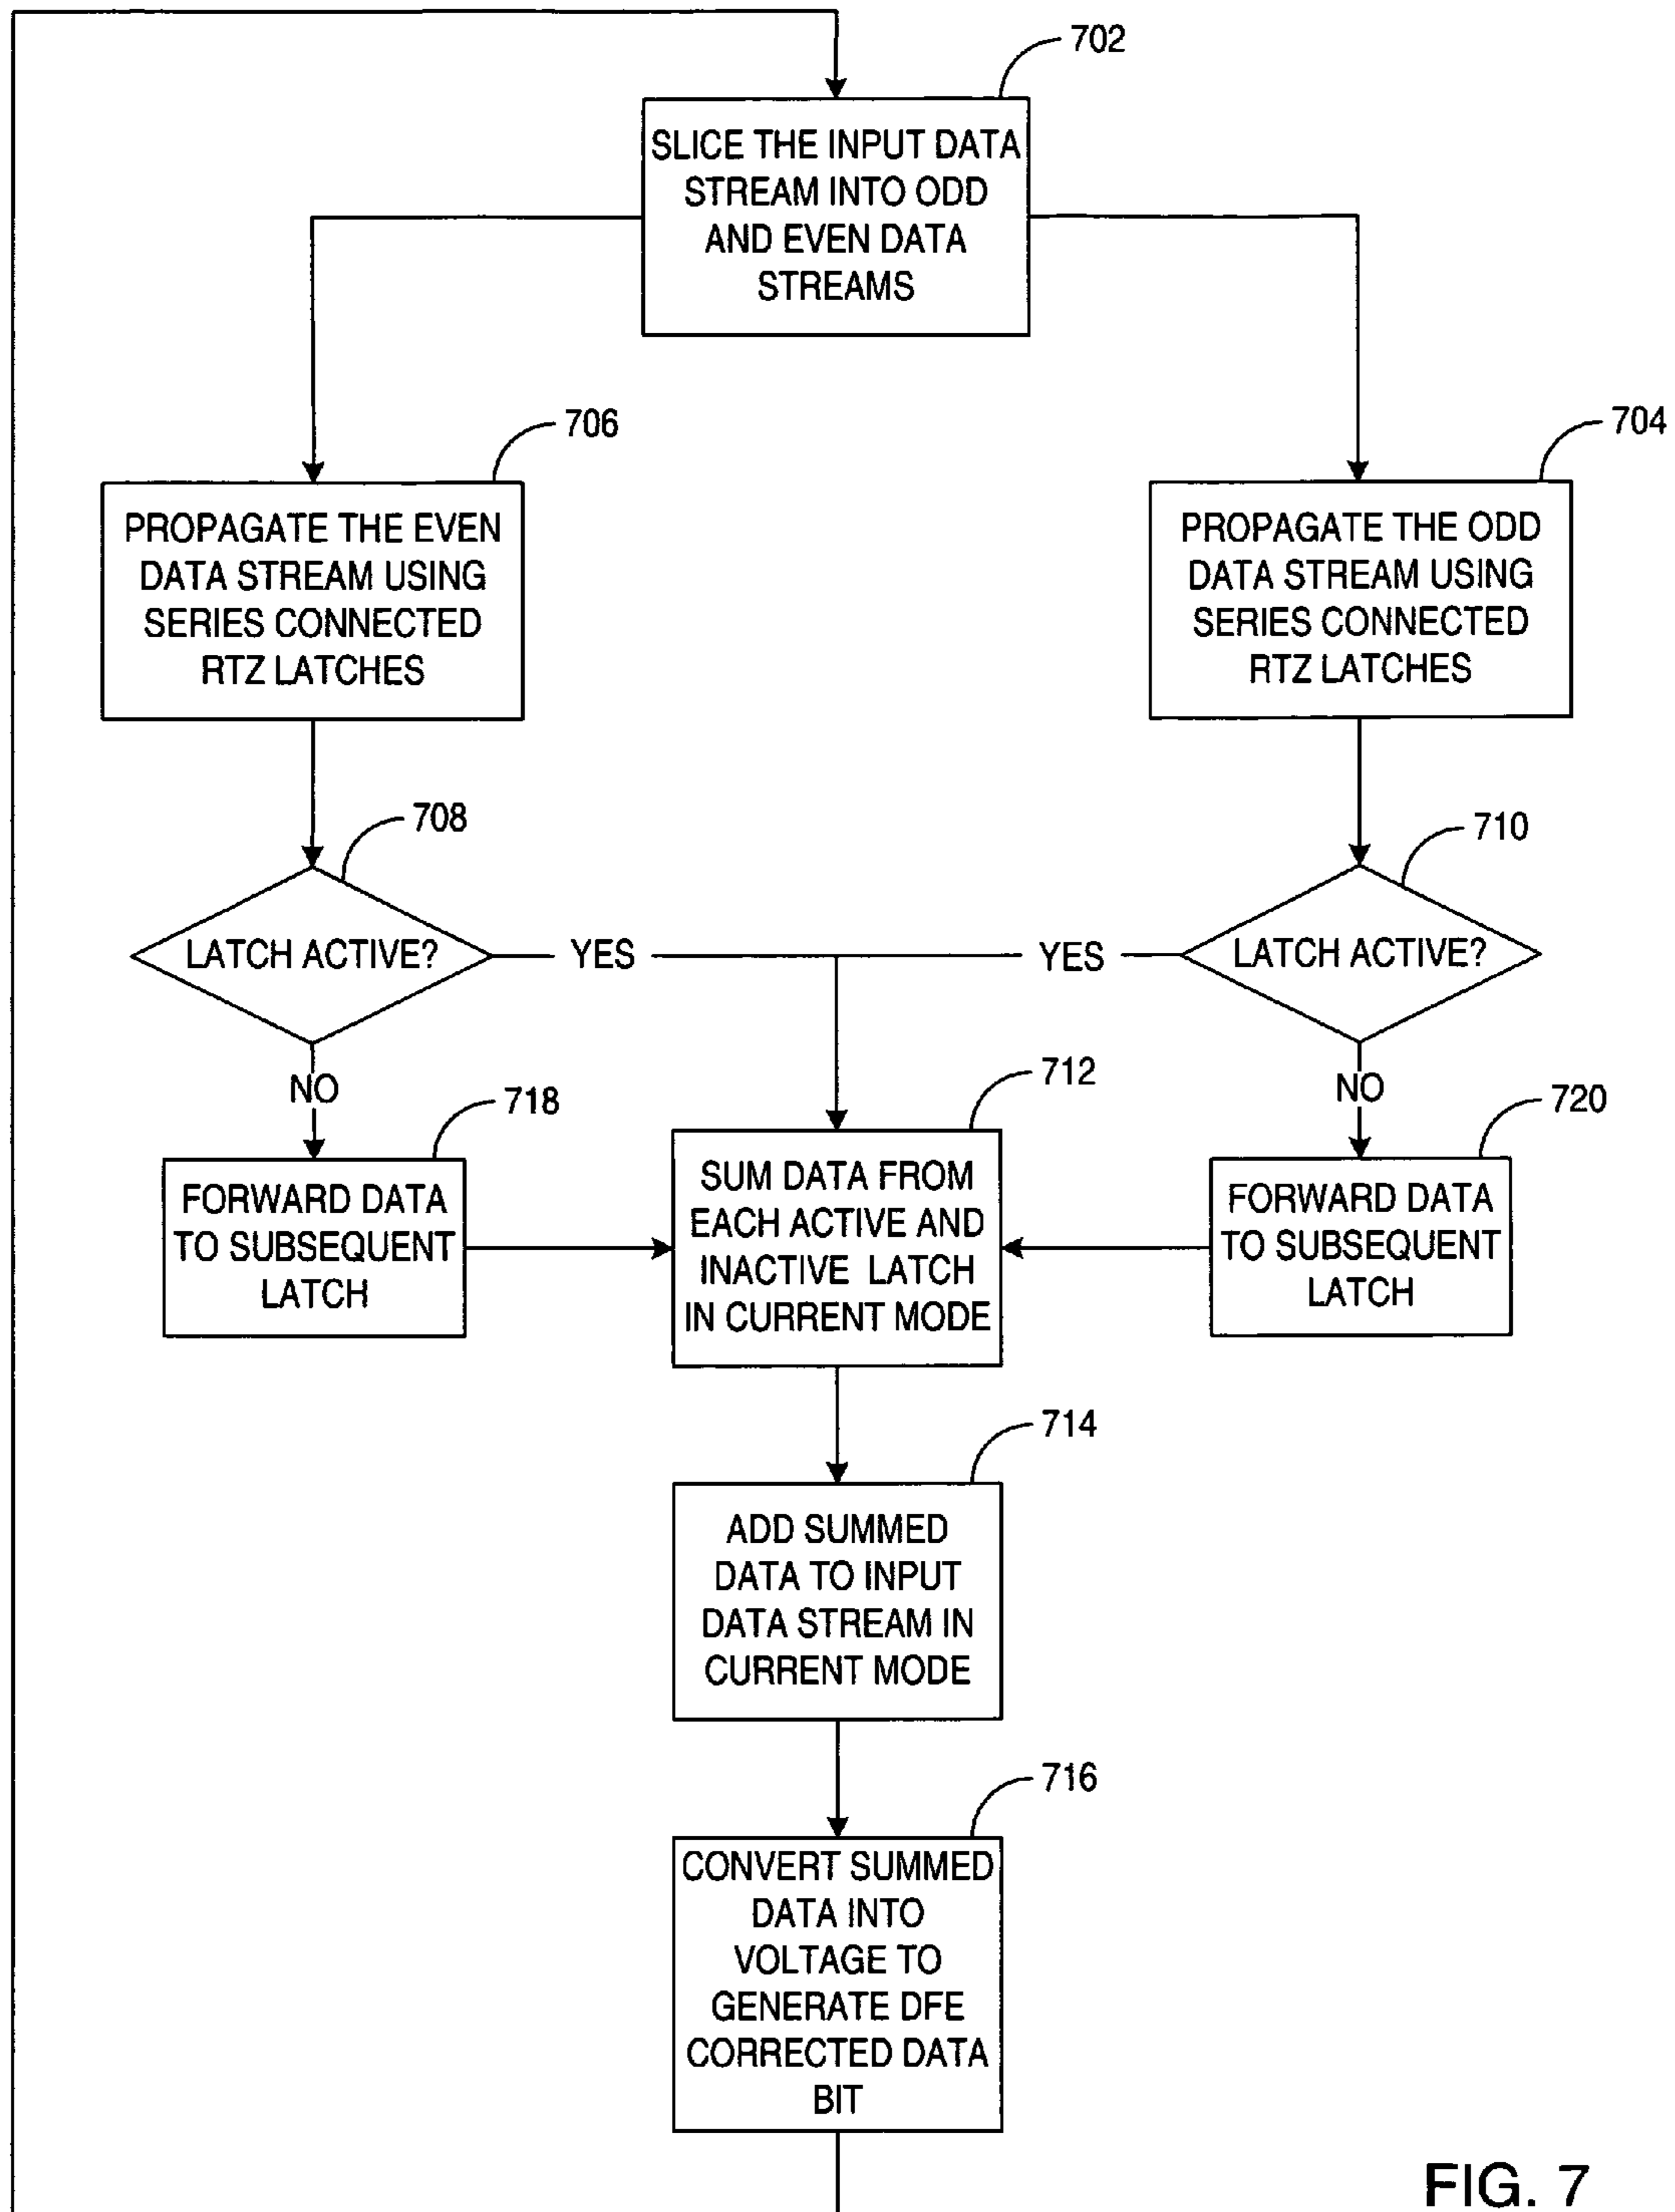 702
SLICE THE INPUT DATA
STREAM INTO ODD
AND EVEN DATA
STREAMS
706
PROPAGATE THE EVEN
DATA STREAM USING
SERIES CONNECTED
RTZ LATCHES
704
PROPAGATE THE ODD
DATA STREAM USING
SERIES CONNECTED
RTZ LATCHES
708
LATCH ACTIVE?
YES
YES
710
LATCH ACTIVE?
NO
718
FORWARD DATA
TO SUBSEQUENT
LATCH
712
SUM DATA FROM
EACH ACTIVE AND
INACTIVE LATCH
IN CURRENT MODE
NO
720
FORWARD DATA
TO SUBSEQUENT
LATCH
714
ADD SUMMED
DATA TO INPUT
DATA STREAM IN
CURRENT MODE
716
CONVERT SUMMED
DATA INTO
VOLTAGE TO
GENERATE DFE
CORRECTED DATA
BIT
FIG. 7